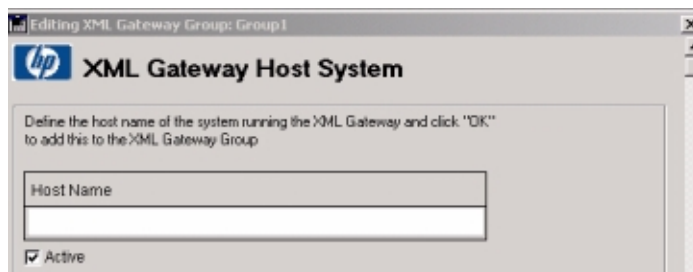 Editing XML Gateway Group: Group1
hp
XML Gateway Host System
Define the host name of the system running the XML Gateway and click "OK"
to add this to the XML Gateway Group
Host Name
Active